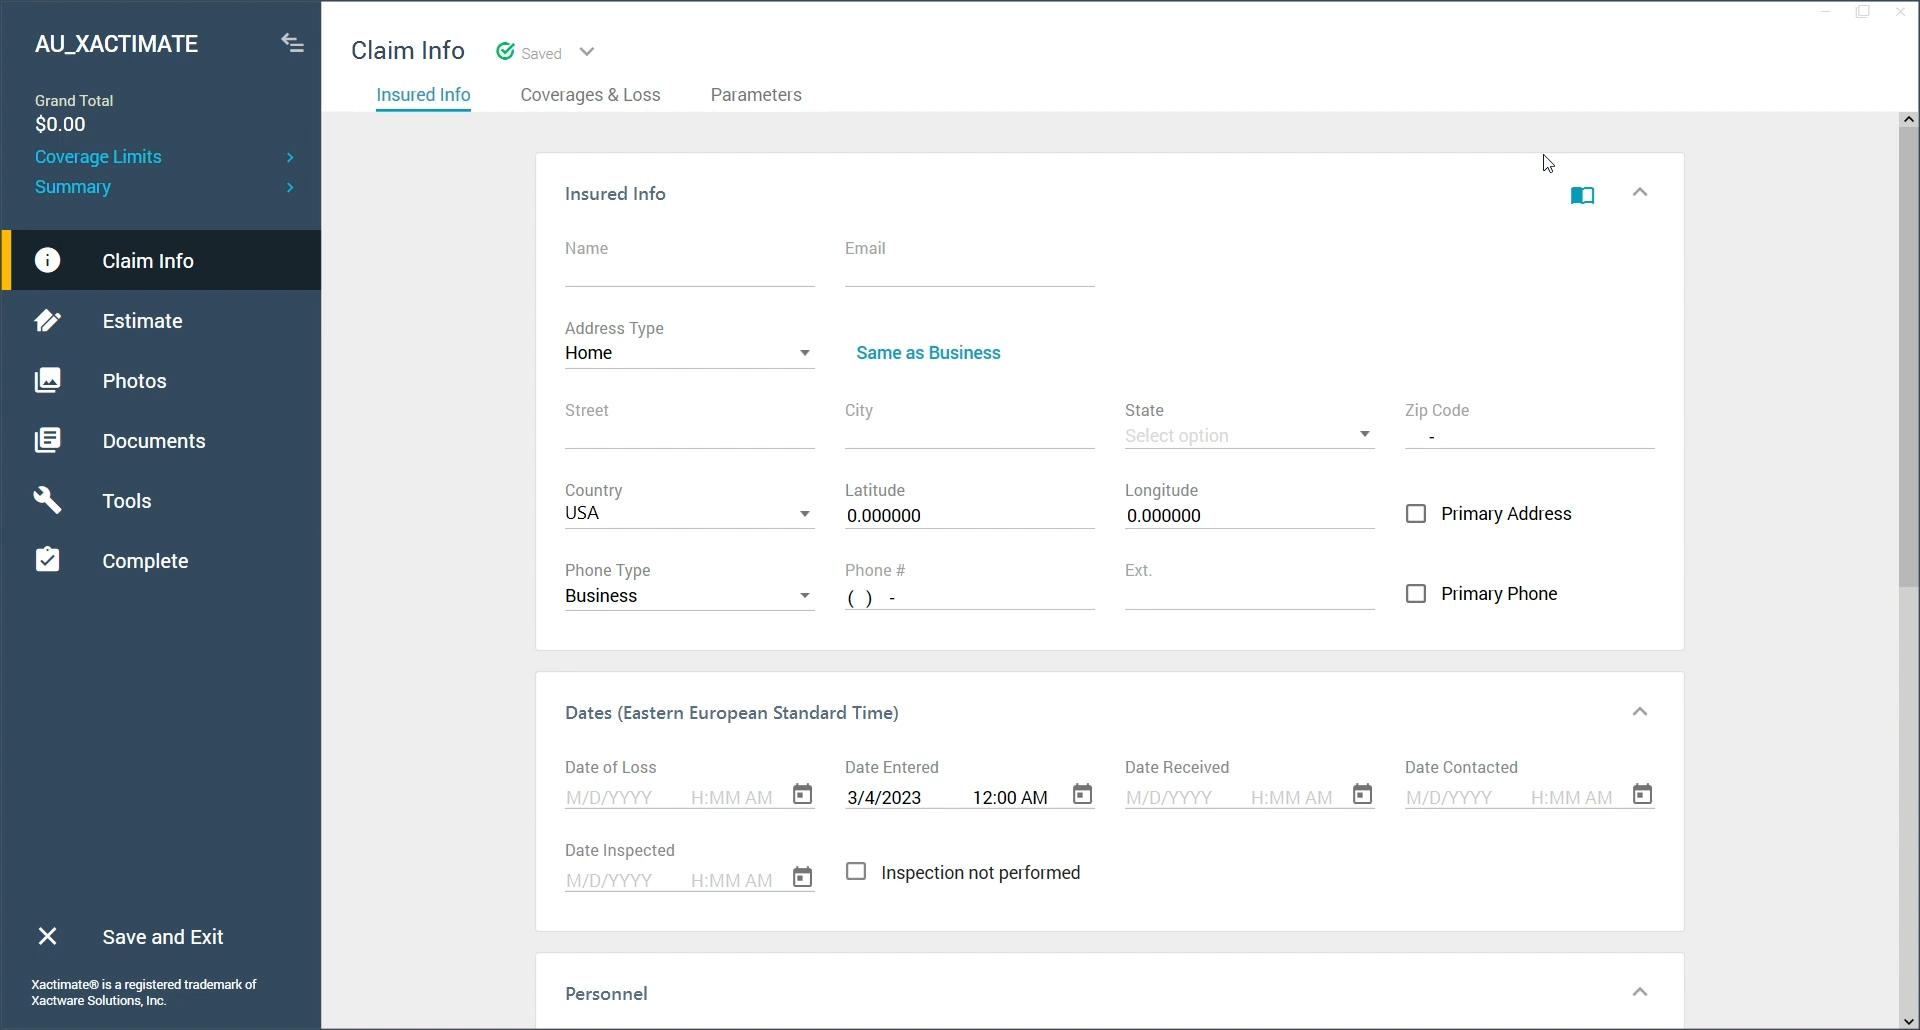 AU_XACTIMATE
Grand Total
$0.00
Coverage Limits
Summary
Claim Info
Estimate
Photos
Documents
Tools
Complete
Save and Exit
Xactimate® is a registered trademark of
Xactware Solutions, Inc.
Claim Info Saved
Insured Info Coverages & Loss Parameters
Insured Info
Name Email
Address Type
Home Same as Business
Street City State Zip Code
Select option -
Country Latitude Longitude
USA 0.000000 0.000000 Primary Address
Phone Type Phone # Ext.
Business ( ) - Primary Phone
Dates (Eastern European Standard Time)
Date of Loss Date Entered Date Received Date Contacted
M/D/YYYY H:MM AM 3/4/2023 12:00 AM M/D/YYYY H:MM AM M/D/YYYY H:MM AM
Date Inspected
M/D/YYYY H:MM AM Inspection not performed
Personnel